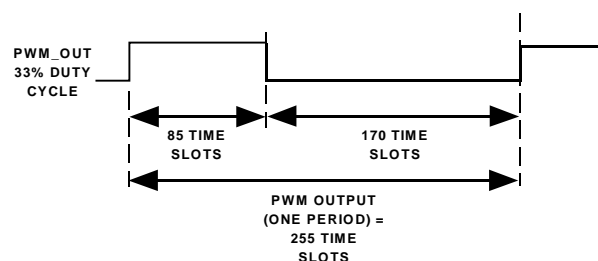 PWM_OUT
33% DUTY
CYCLE
85 TIME
SLOTS
170 TIME
SLOTS
PWM OUTPUT
(ONE PERIOD) =
255 TIME
SLOTS